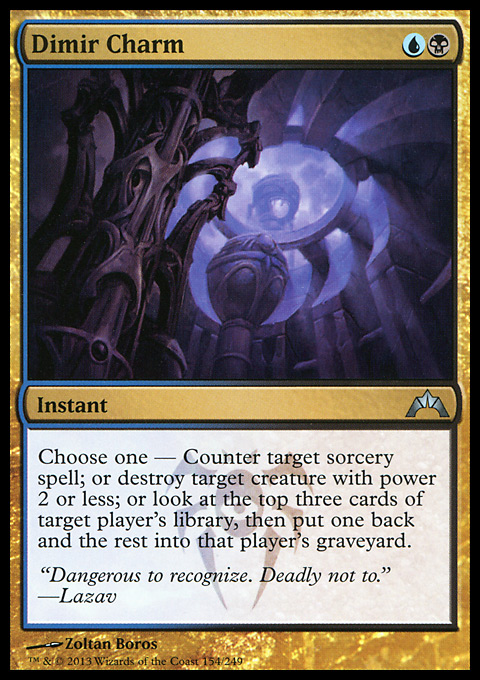 Dimir Charm
Instant
Choose one — Counter target sorcery
spell; or destroy target creature with power
2 or less; or look at the top three cards of
target player's library, then put one back
and the rest into that player's graveyard.
“Dangerous to recognize. Deadly not to.”
—Lazav
Zoltan Boros
™ & © 2013 Wizards of the Coast 154/249